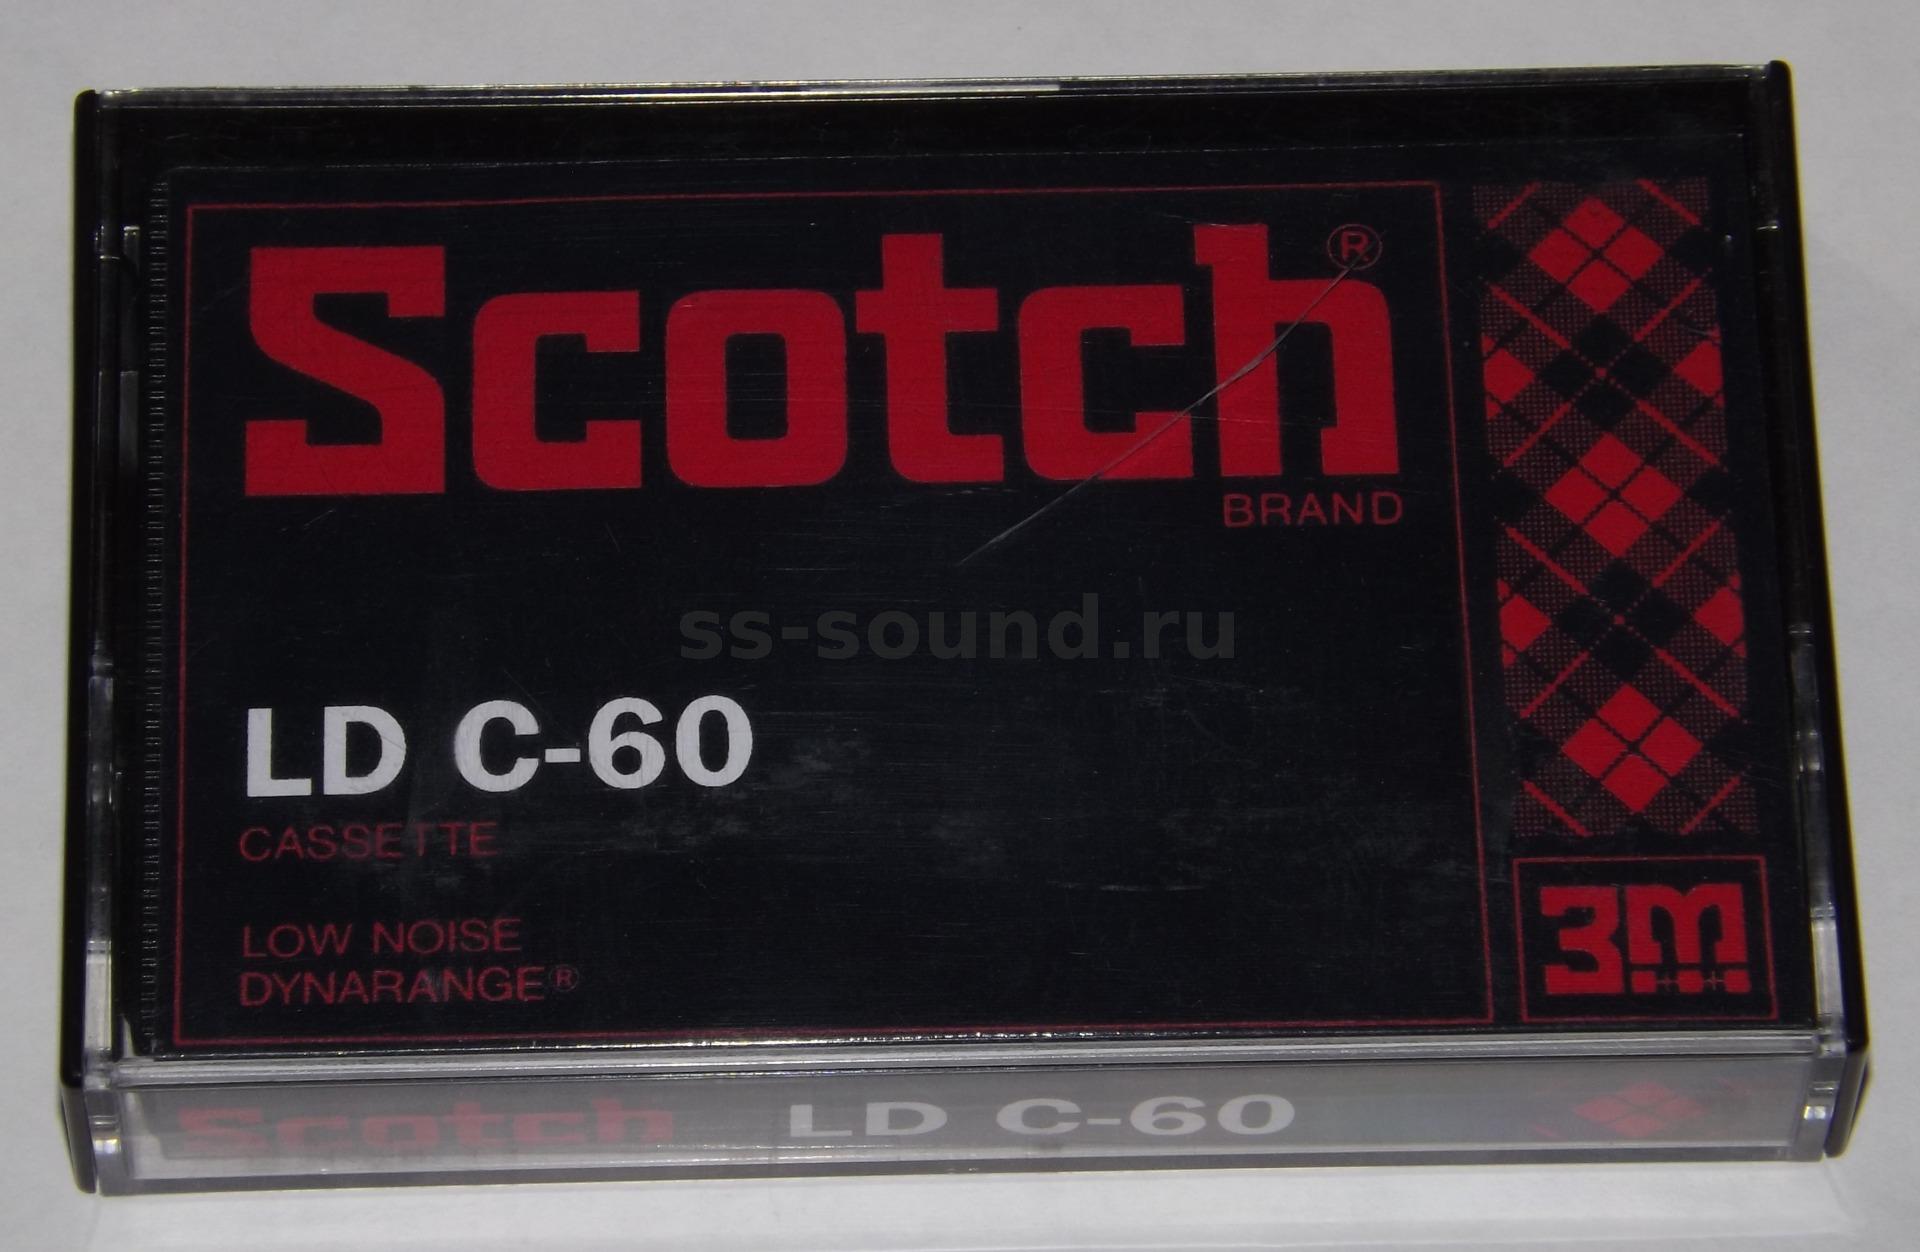 Scotch®
BRAND
ss-sound.ru
LD C-60
CASSETTE
LOW NOISE
DYNARANGE®
3M
Scotch LD C-60